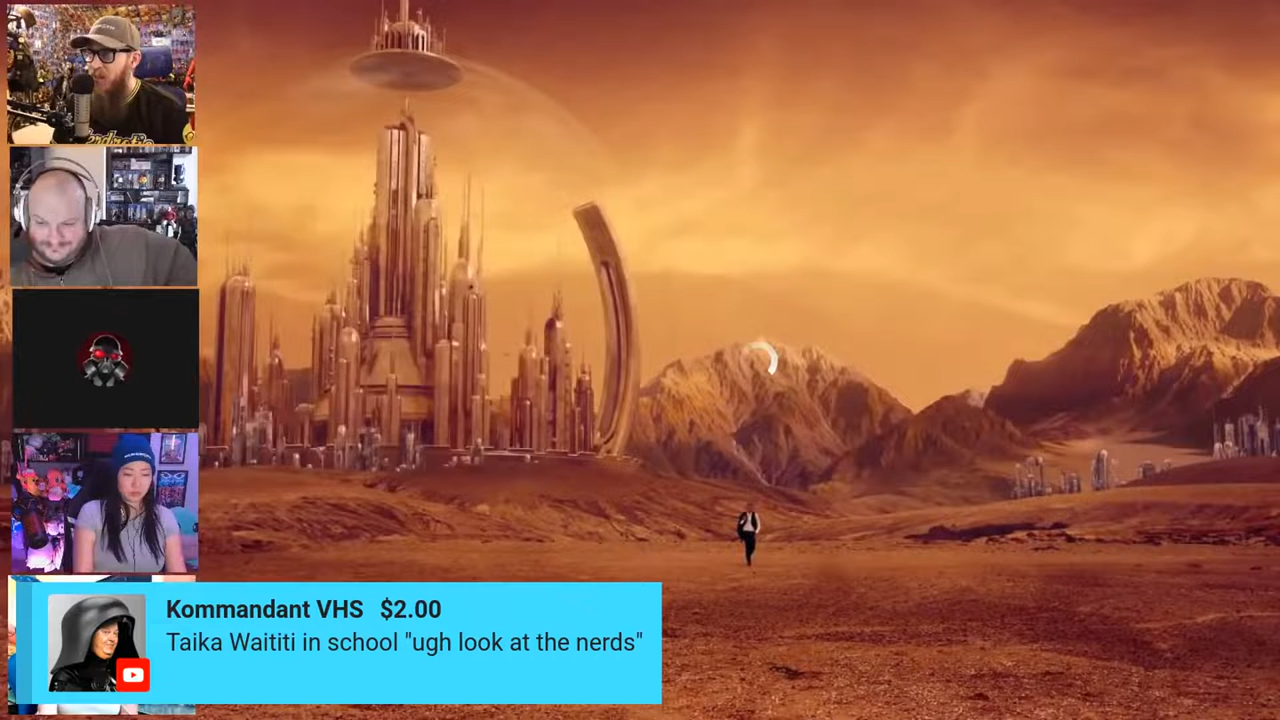 Kommandant VHS $2.00
Taika Waititi in school "ugh look at the nerds"